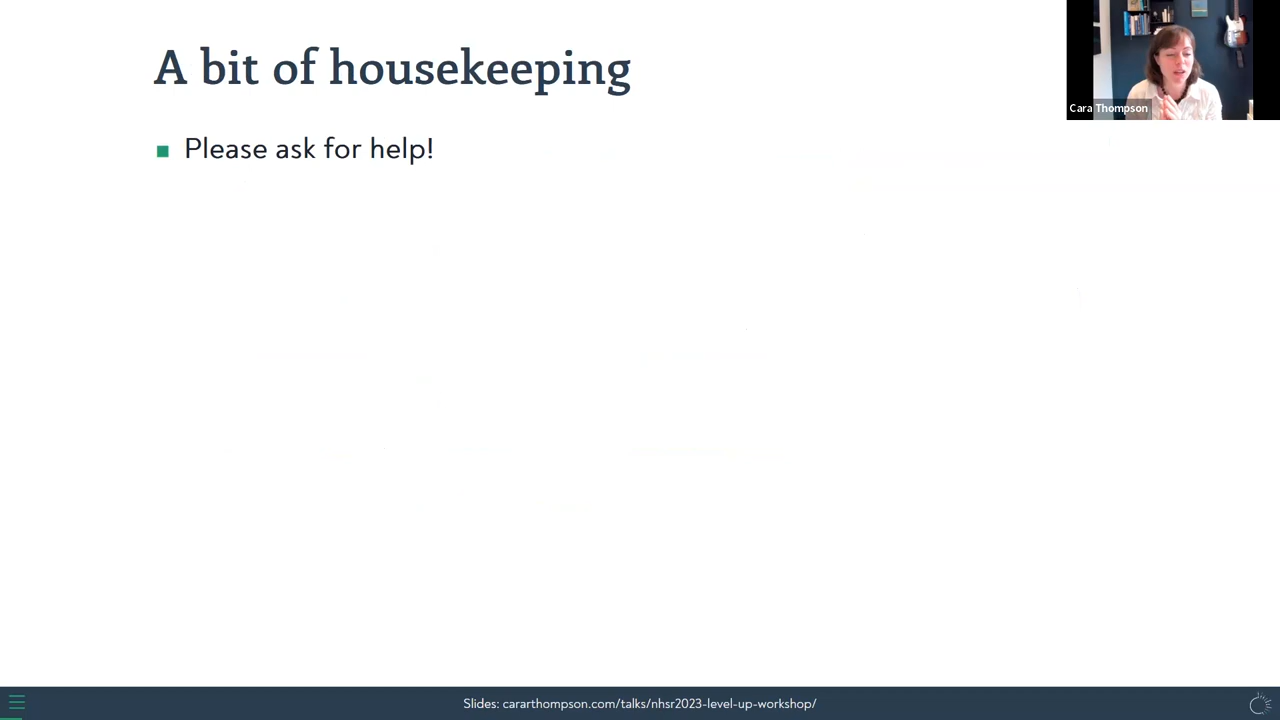 A bit of housekeeping
Cara Thompson
Please ask for help!
Slides: cararthompson.com/talks/nhsr2023-level-up-workshop/